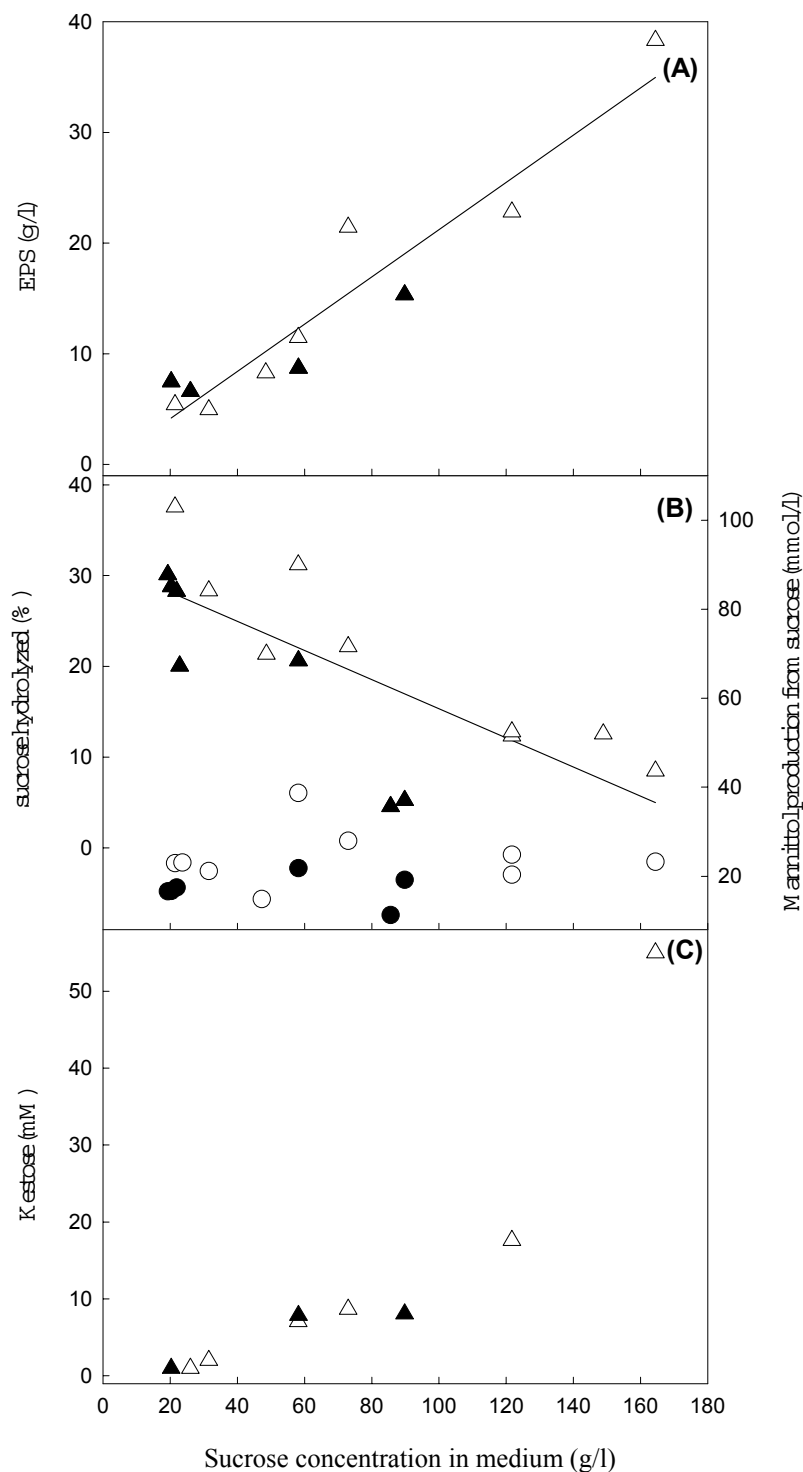 40
(A)
30
EPS (g/l)
20
10
0
40
(B)
100
30
80
sucrose hydrolyzed (%)
Mannittol production from sucrose (mmol/l)
20
60
10
40
0
20
(C)
50
40
Kestose (mM)
30
20
10
0
0 20 40 60 80 100 120 140 160 180
Sucrose concentration in medium (g/l)